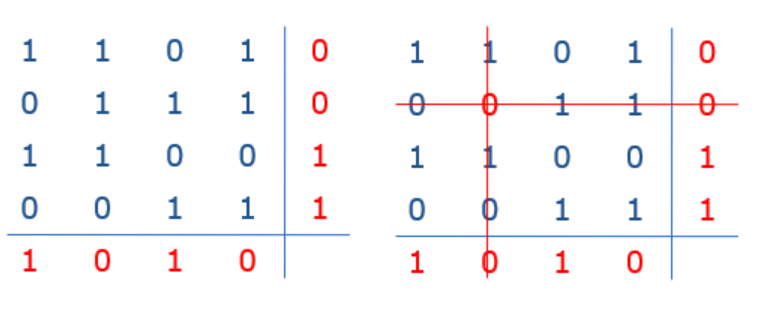 1 1 0 1 0 1 1 0 1 0
0 1 1 1 0 0 0 1 1 0
1 1 0 0 1 1 1 0 0 1
0 0 1 1 1 0 0 1 1 1
1 0 1 0 1 0 1 0